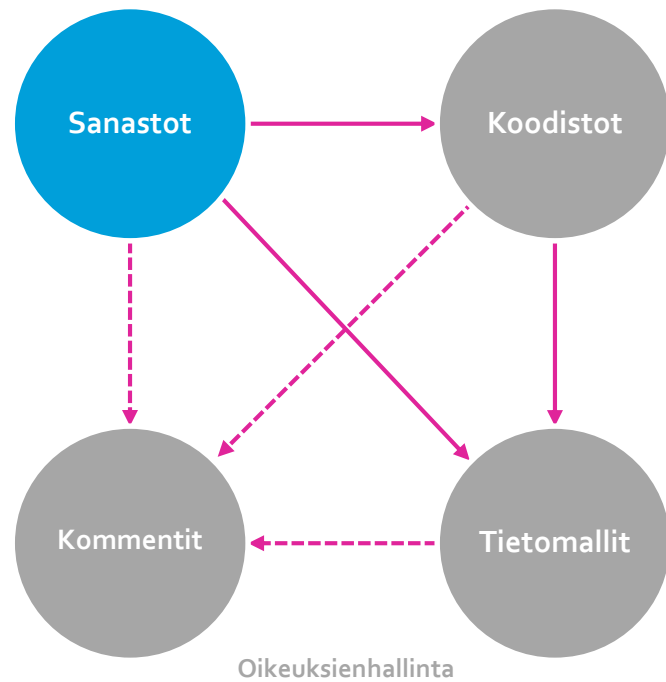 Sanastot
Koodistot
Kommentit
Tietomallit
Oikeuksienhallinta